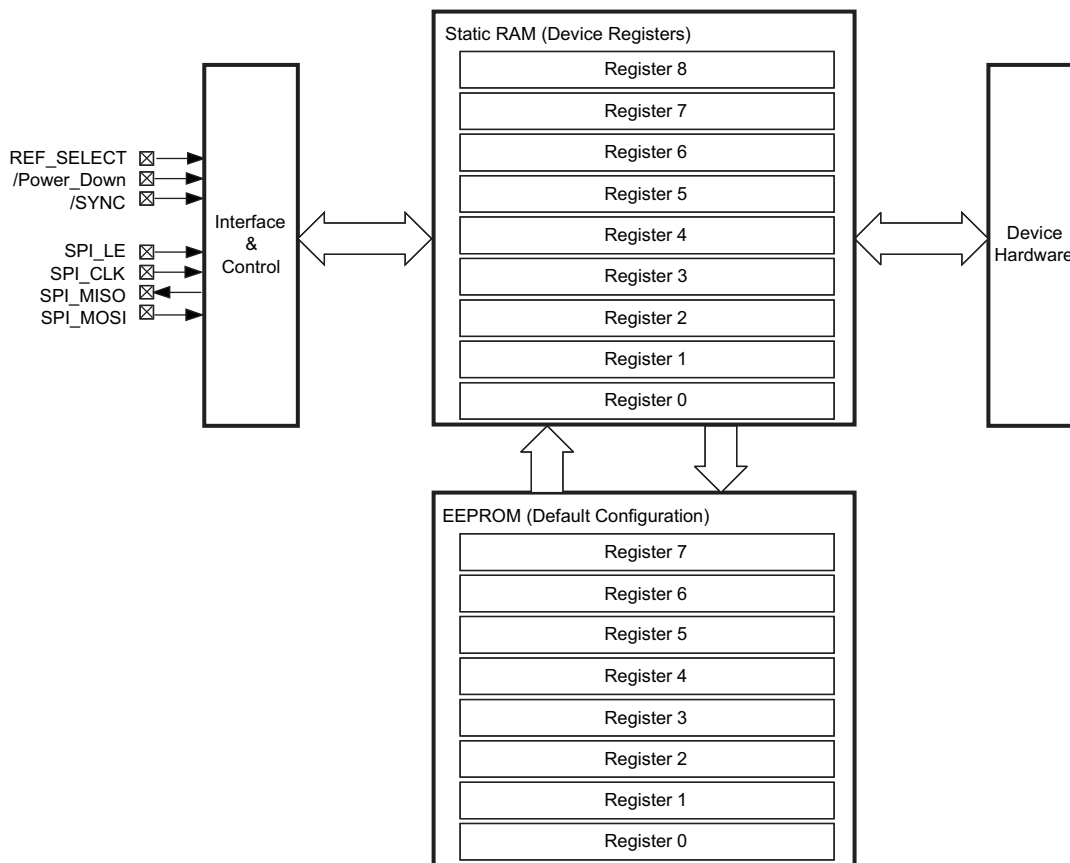 Static RAM (Device Registers)
Register 8
Register 7
Register 6
Register 5
Register 4
Register 3
Register 2
Register 1
Register 0
REF_SELECT
/Power_Down
/SYNC
SPI_LE
SPI_CLK
SPI_MISO
SPI_MOSI
Interface
&
Control
Device
Hardware
EEPROM (Default Configuration)
Register 7
Register 6
Register 5
Register 4
Register 3
Register 2
Register 1
Register 0